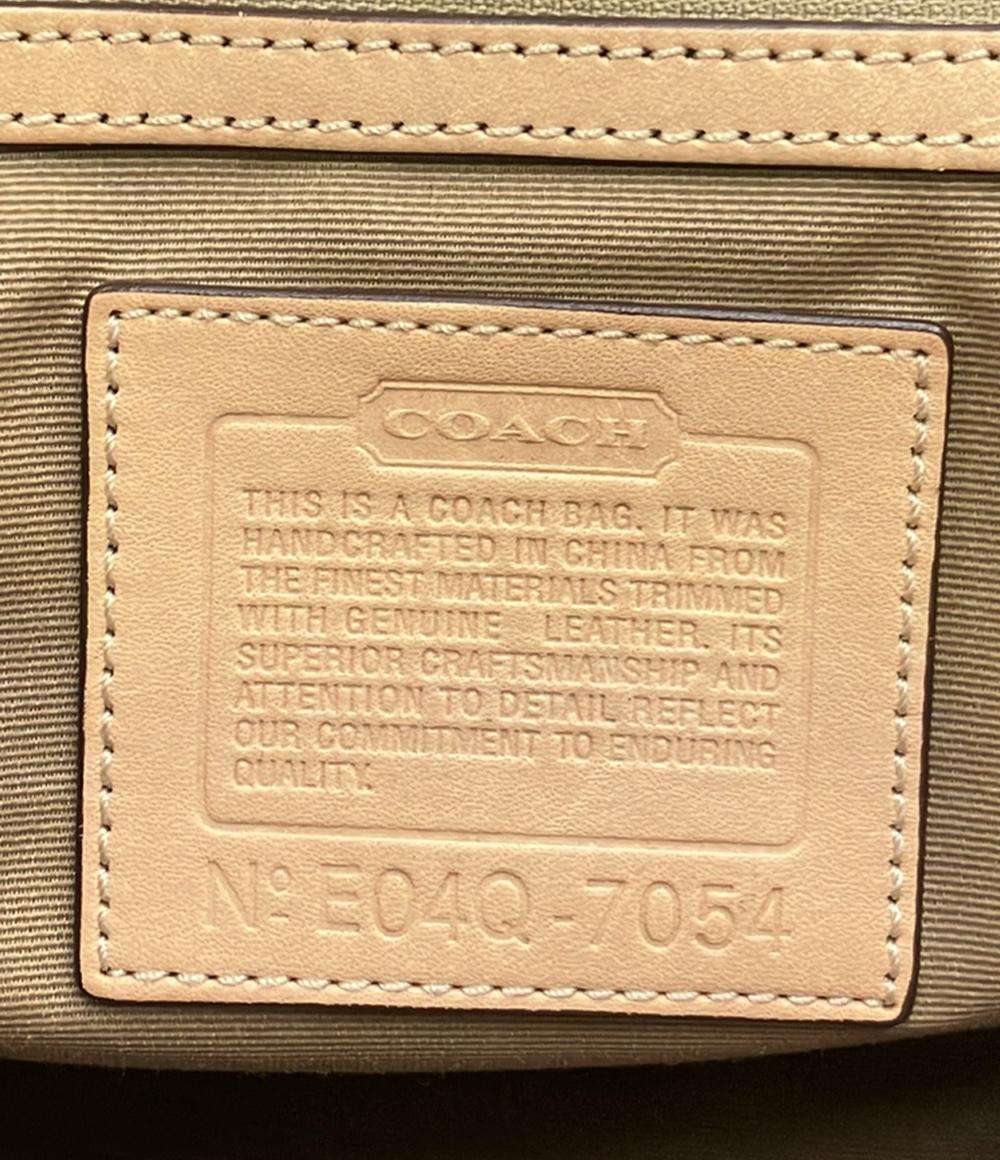 COACH
THIS IS A COACH BAG. IT WAS
HANDCRAFTED IN CHINA FROM
THE FINEST MATERIALS TRIMMED
WITH GENUINE LEATHER. ITS
SUPERIOR CRAFTSMANSHIP AND
ATTENTION TO DETAIL REFLECT
OUR COMMITMENT TO ENDURING
QUALITY.
Nº E04Q-7054